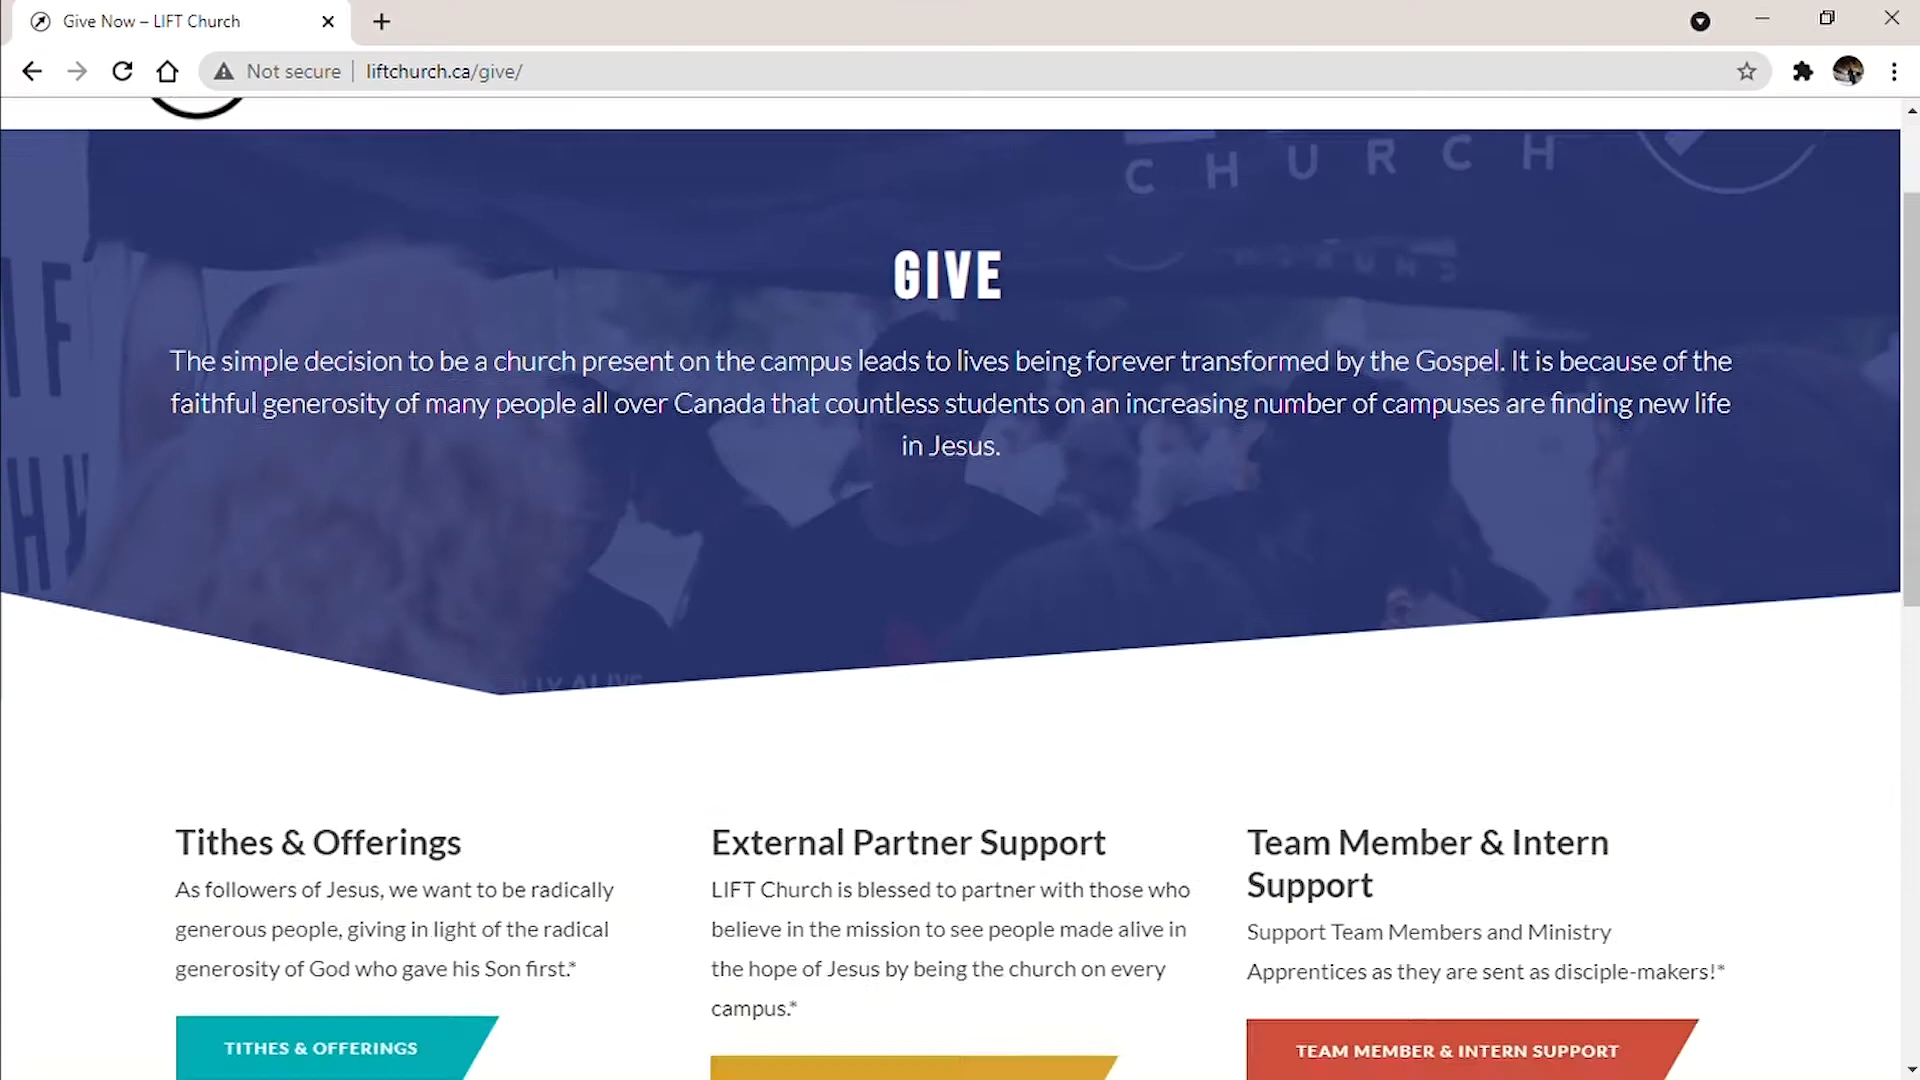 Give Now – LIFT Church
Not secure
liftchurch.ca/give/
CHURCH
GIVE
The simple decision to be a church present on the campus leads to lives being forever transformed by the Gospel. It is because of the
faithful generosity of many people all over Canada that countless students on an increasing number of campuses are finding new life
in Jesus.
Tithes & Offerings
As followers of Jesus, we want to be radically
generous people, giving in light of the radical
generosity of God who gave his Son first.*
TITHES & OFFERINGS
External Partner Support
LIFT Church is blessed to partner with those who
believe in the mission to see people made alive in
the hope of Jesus by being the church on every
campus.*
Team Member & Intern
Support
Support Team Members and Ministry
Apprentices as they are sent as disciple-makers!*
TEAM MEMBER & INTERN SUPPORT